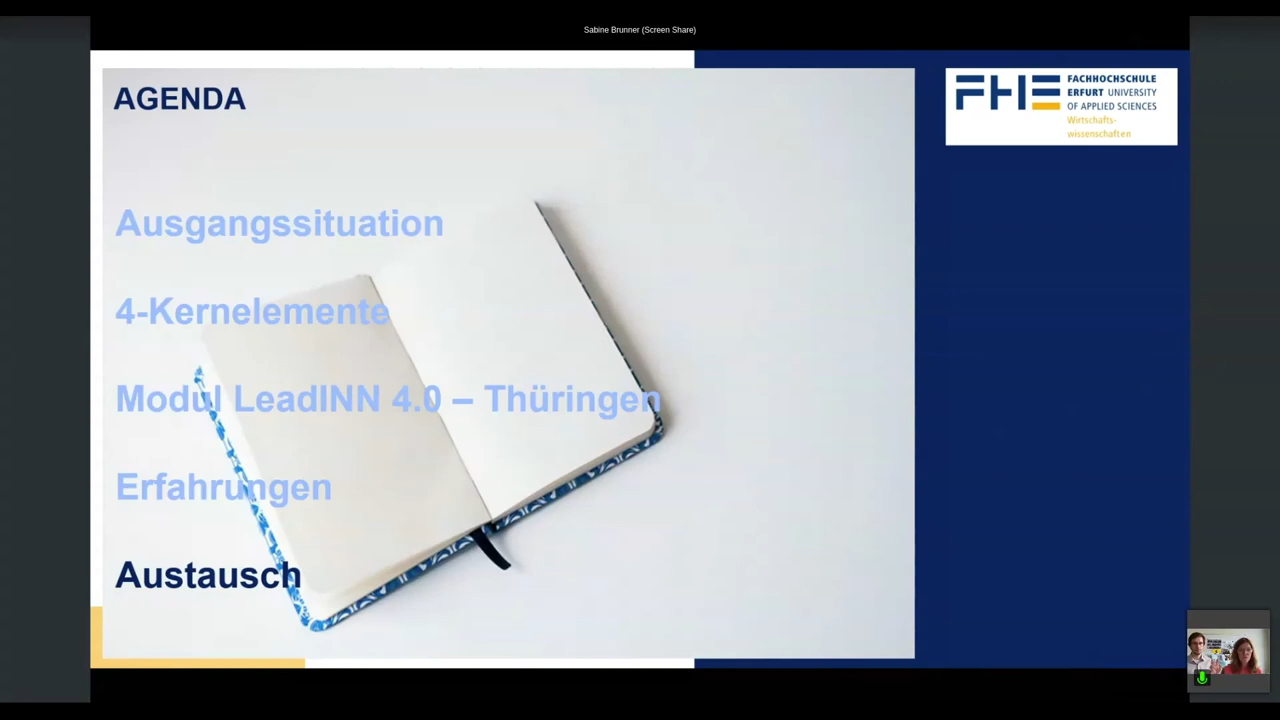 Sabine Brunner (Screen Share)
AGENDA
FACHHOCHSCHULE
ERFURT UNIVERSITY
OF APPLIED SCIENCES
Wirtschafts-
wissenschaften
Ausgangssituation
4-Kernelemente
Modul LeadINN 4.0 – Thüringen
Erfahrungen
Austausch